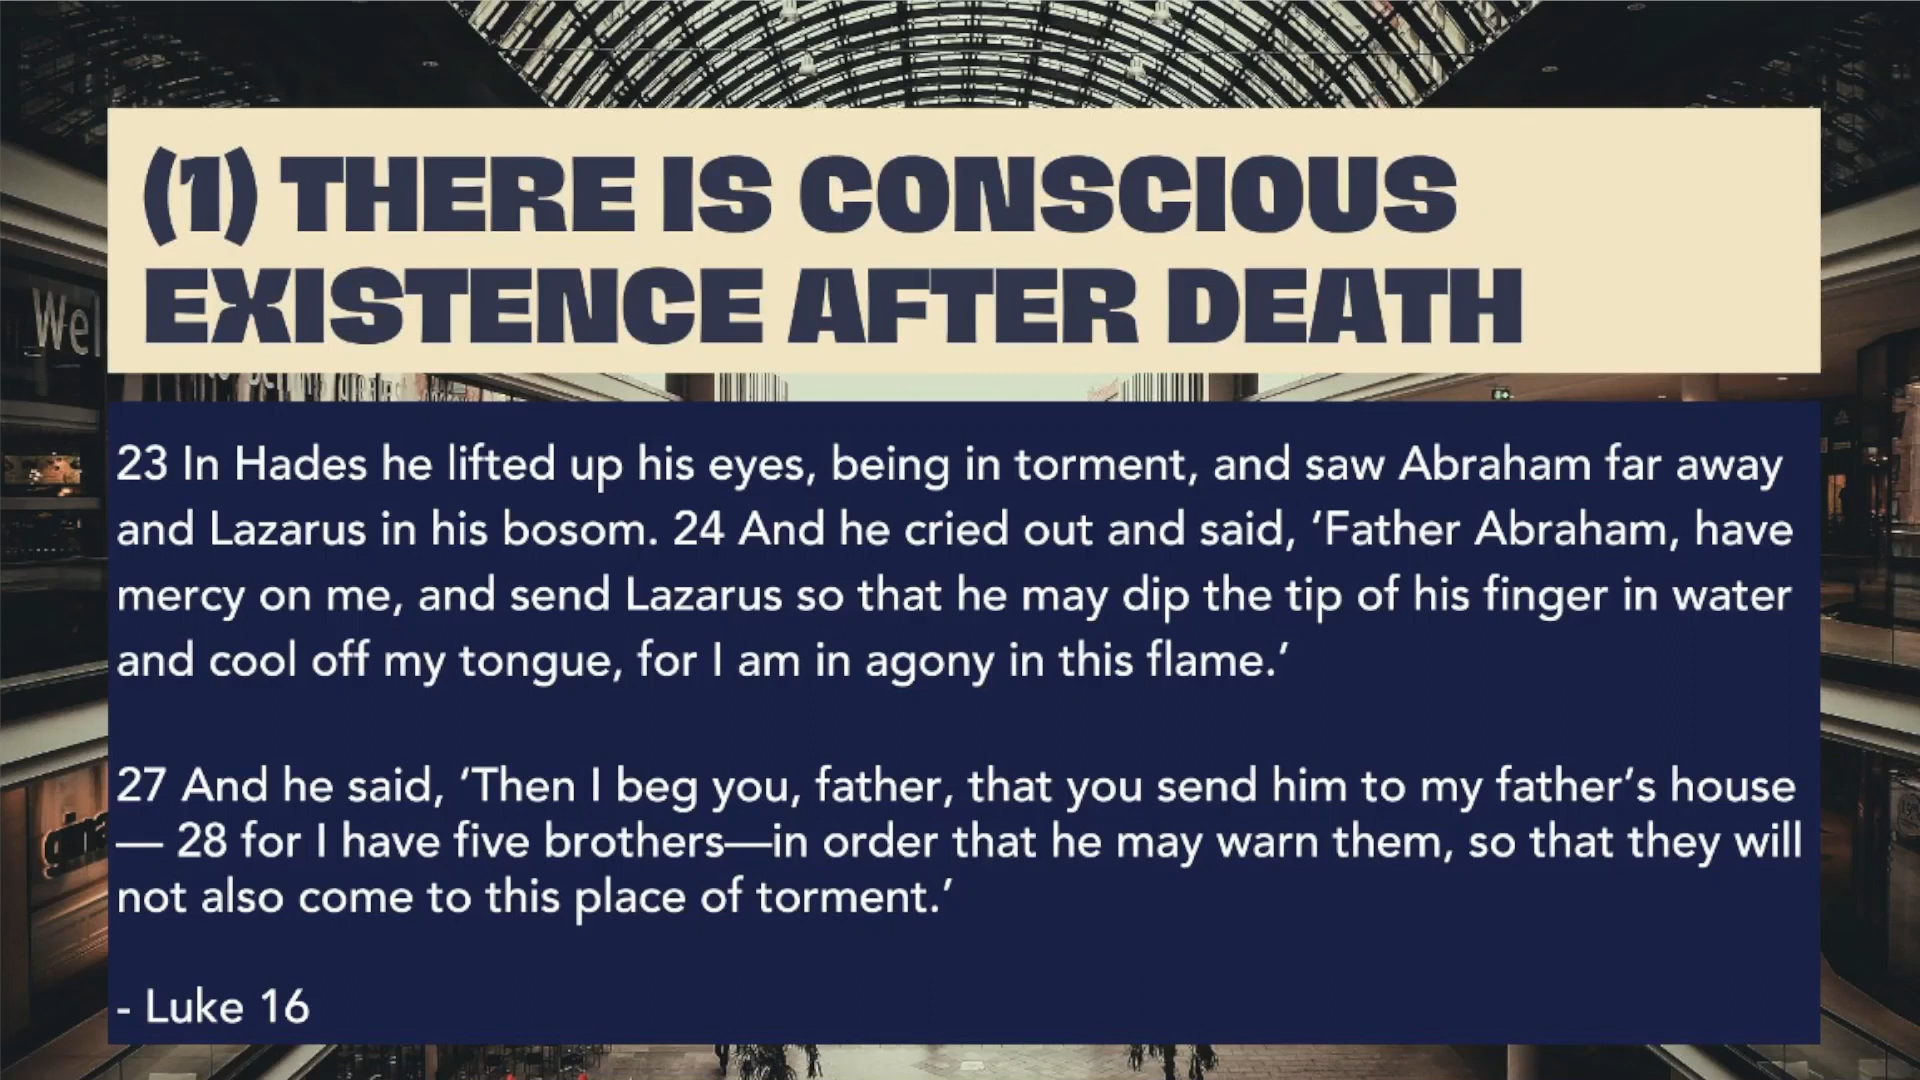 (1) THERE IS CONSCIOUS
EXISTENCE AFTER DEATH
Wel
23 In Hades he lifted up his eyes, being in torment, and saw Abraham far away
and Lazarus in his bosom. 24 And he cried out and said, ‘Father Abraham, have
mercy on me, and send Lazarus so that he may dip the tip of his finger in water
and cool off my tongue, for I am in agony in this flame.’
27 And he said, ‘Then I beg you, father, that you send him to my father’s house
— 28 for I have five brothers—in order that he may warn them, so that they will
not also come to this place of torment.’
- Luke 16